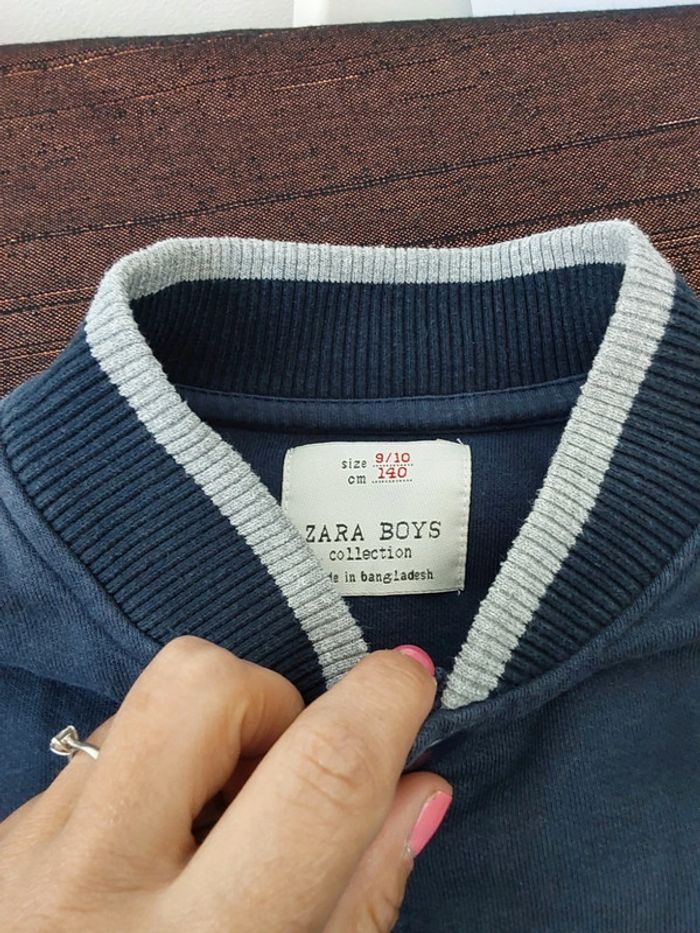 size 9/10
cm 140
ZARA BOYS
collection
de in bangladesh